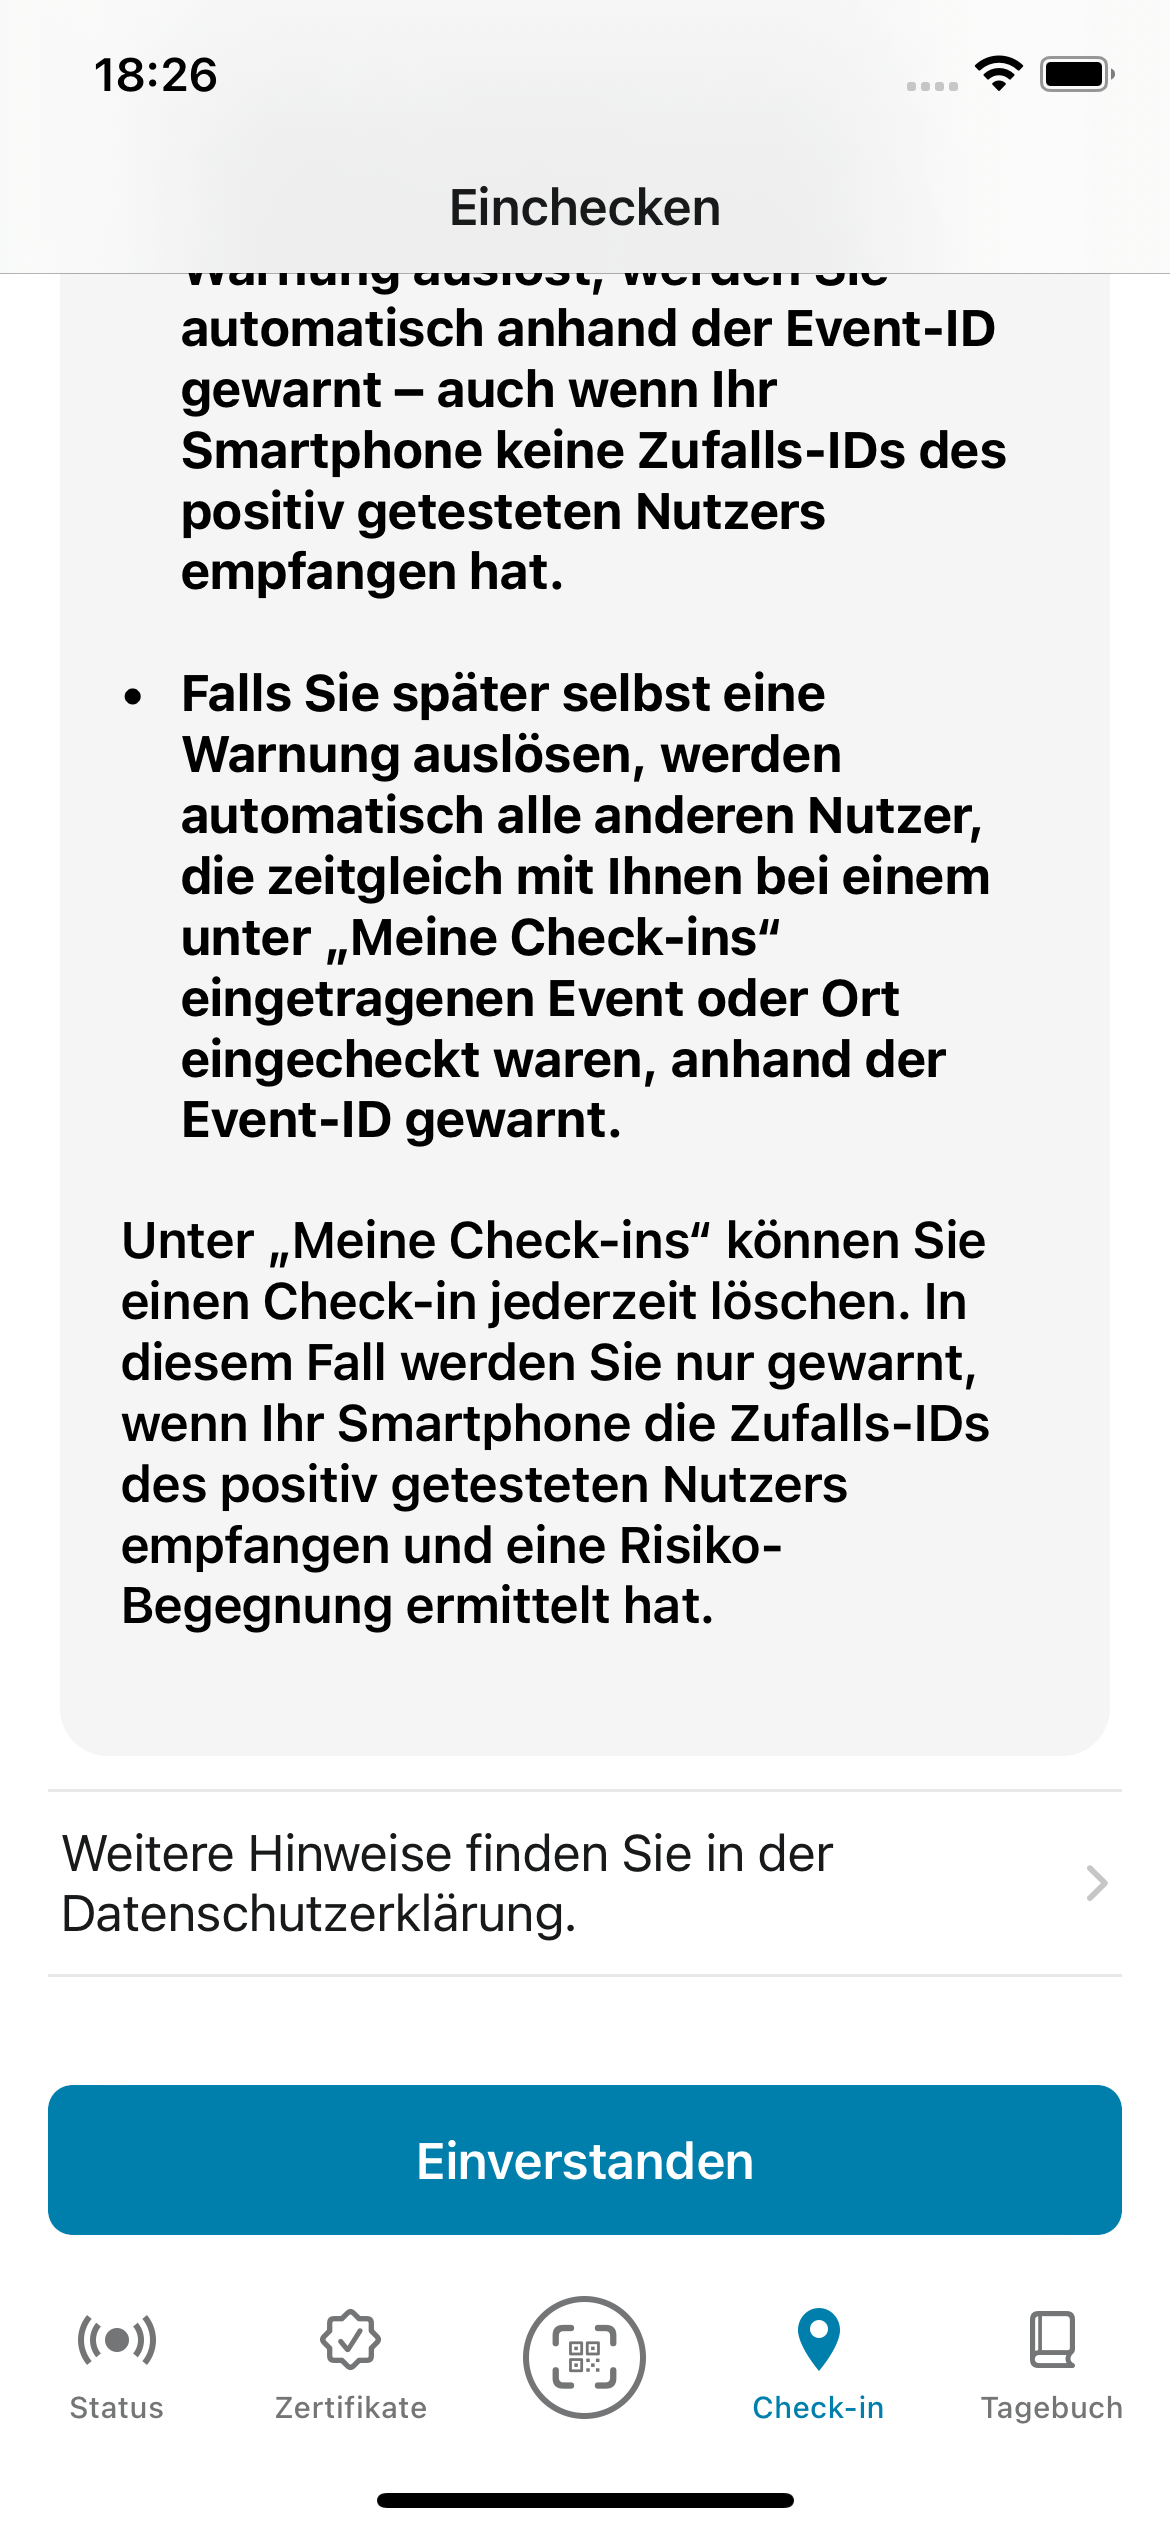 18:26
Einchecken
Warnung auslöst, werden Sie
automatisch anhand der Event-ID
gewarnt – auch wenn Ihr
Smartphone keine Zufalls-IDs des
positiv getesteten Nutzers
empfangen hat.
• Falls Sie später selbst eine
Warnung auslösen, werden
automatisch alle anderen Nutzer,
die zeitgleich mit Ihnen bei einem
unter „Meine Check-ins“
eingetragenen Event oder Ort
eingecheckt waren, anhand der
Event-ID gewarnt.
Unter „Meine Check-ins“ können Sie
einen Check-in jederzeit löschen. In
diesem Fall werden Sie nur gewarnt,
wenn Ihr Smartphone die Zufalls-IDs
des positiv getesteten Nutzers
empfangen und eine Risiko-
Begegnung ermittelt hat.
Weitere Hinweise finden Sie in der
Datenschutzerklärung.
Einverstanden
Status
Zertifikate
Check-in
Tagebuch